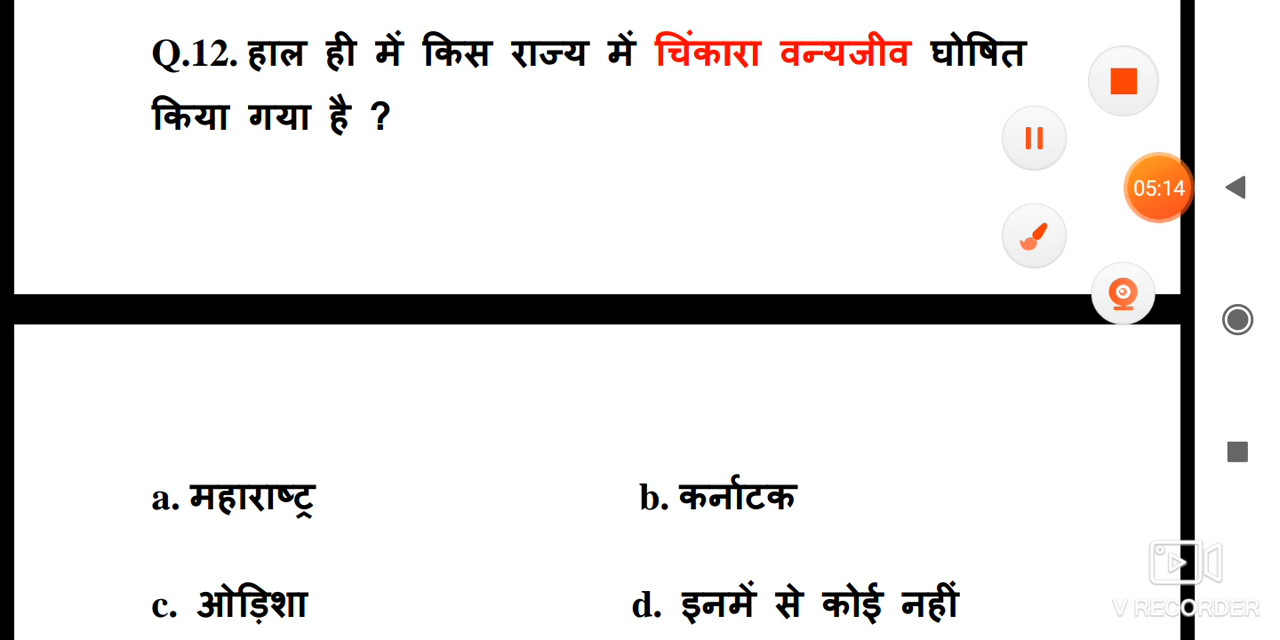 Q.12. हाल ही में किस राज्य में चिंकारा वन्यजीव घोषित
किया गया है ?
05:14
a. महाराष्ट्र b. कर्नाटक
c. ओड़िशा d. इनमें से कोई नहीं
V RECORDER